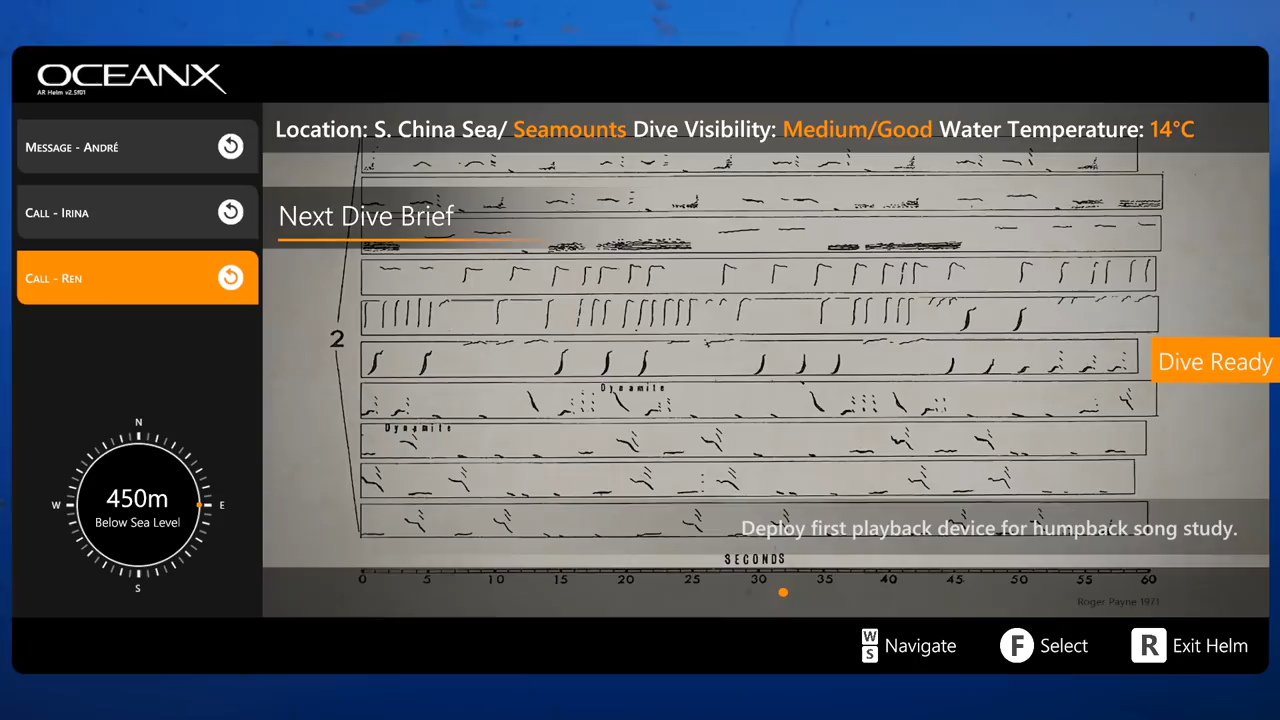 OCEANX
AR Helm v2.5f01
Location: S. China Sea/ Seamounts Dive Visibility: Medium/Good Water Temperature: 14°C
Message - André
Call - Irina
Call - Ren
Next Dive Brief
2
Dive Ready
Dynamite
Dynamite
N
W
E
S
450m
Below Sea Level
Deploy first playback device for humpback song study.
SECONDS
0 5 10 15 20 25 30 35 40 45 50 55 60
Roger Payne 1971
W
S
Navigate
F Select
R Exit Helm